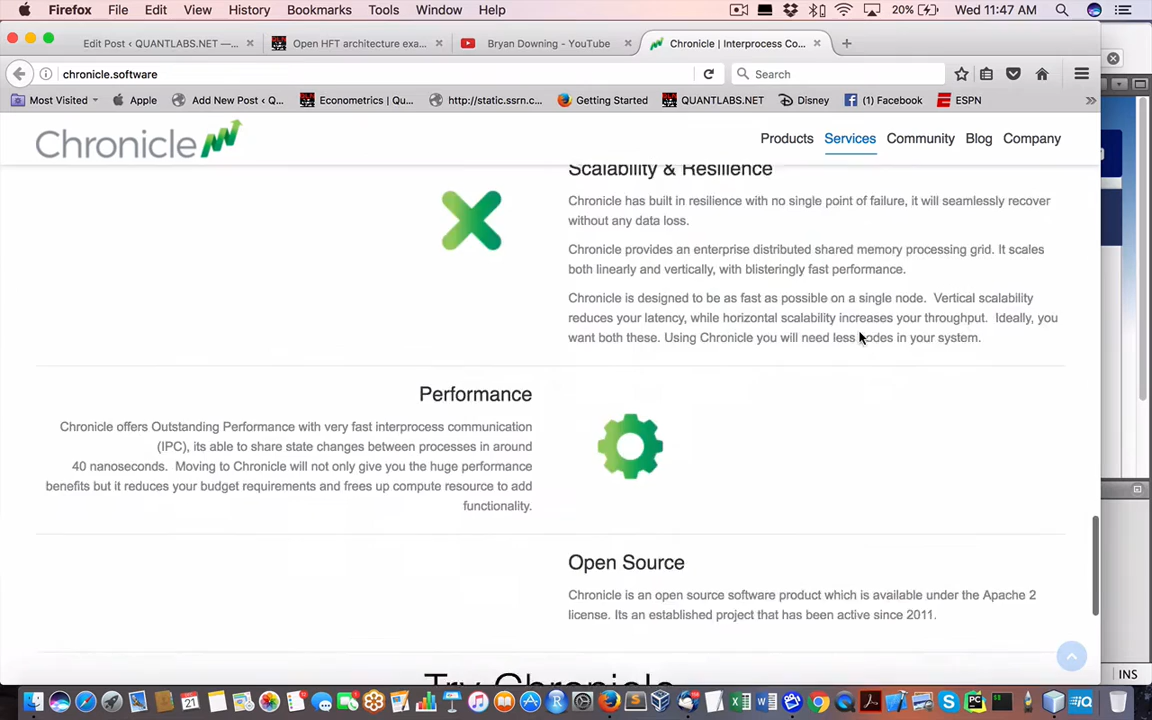 Firefox File Edit View History Bookmarks Tools Window Help 20% Wed 11:47 AM
Edit Post ‹ QUANTLABS.NET —... Open HFT architecture exa... Bryan Downing - YouTube Chronicle | Interprocess Co...
chronicle.software Search
Most Visited Apple Add New Post ‹ Q... Econometrics | Qu... http://static.ssrn.c... Getting Started QUANTLABS.NET Disney (1) Facebook ESPN
Chronicle Products Services Community Blog Company
Scalability & Resilience
Chronicle has built in resilience with no single point of failure, it will seamlessly recover
without any data loss.
Chronicle provides an enterprise distributed shared memory processing grid. It scales
both linearly and vertically, with blisteringly fast performance.
Chronicle is designed to be as fast as possible on a single node. Vertical scalability
reduces your latency, while horizontal scalability increases your throughput. Ideally, you
want both these. Using Chronicle you will need less nodes in your system.
Performance
Chronicle offers Outstanding Performance with very fast interprocess communication
(IPC), its able to share state changes between processes in around
40 nanoseconds. Moving to Chronicle will not only give you the huge performance
benefits but it reduces your budget requirements and frees up compute resource to add
functionality.
Open Source
Chronicle is an open source software product which is available under the Apache 2
license. Its an established project that has been active since 2011.
Try Chronicle
INS